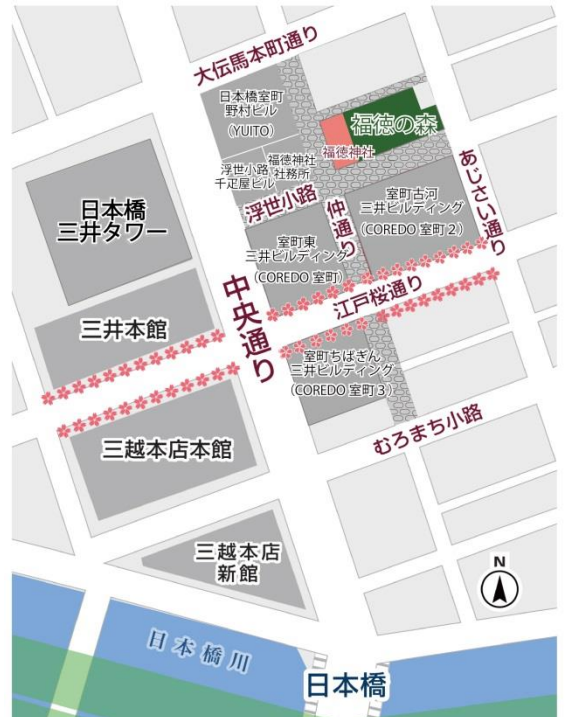 大伝馬本町通り
日本橋室町
野村ビル
(YUITO)
福徳の森
福徳神社
浮世小路
千疋屋ビル
福徳神社
社務所
あじさい通り
浮世小路
仲通り
室町古河
三井ビルディング
(COREDO 室町2)
日本橋
三井タワー
室町東
三井ビルディング
(COREDO 室町)
中央通り
江戸桜通り
三井本館
室町ちばぎん
三井ビルディング
(COREDO 室町3)
むろまち小路
三越本店本館
三越本店
新館
N
日本橋川
日本橋